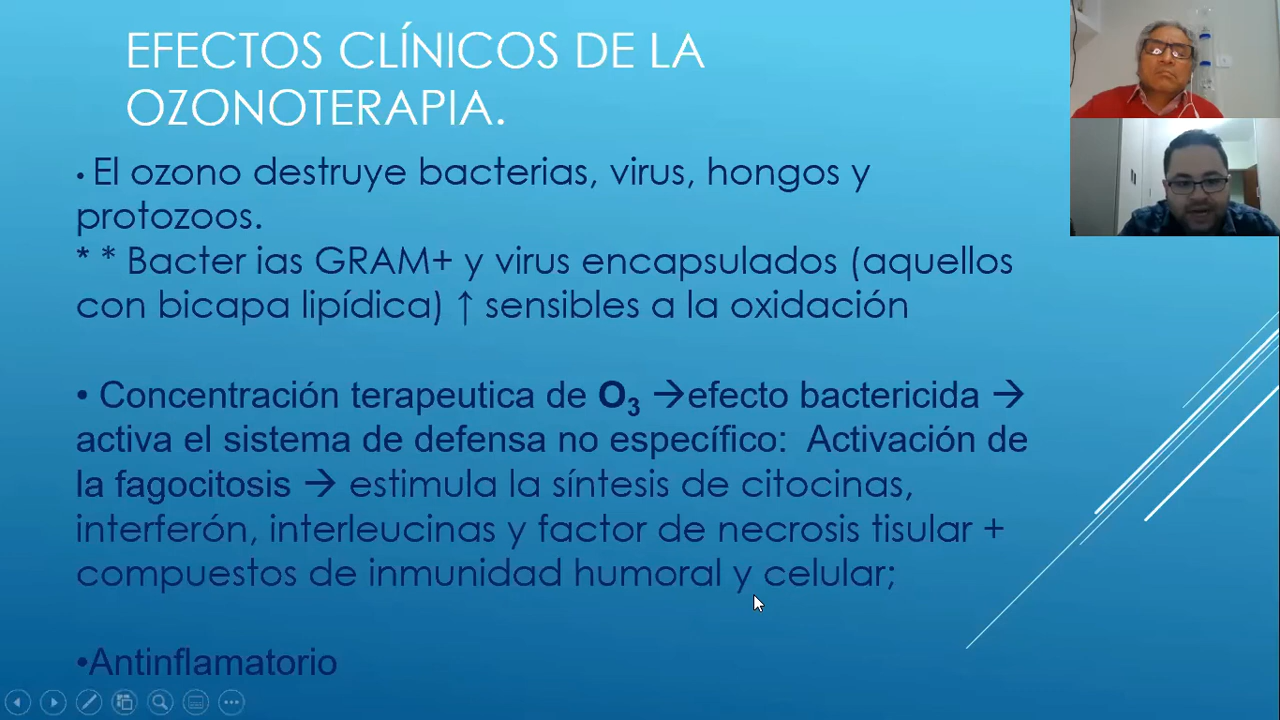 EFECTOS CLÍNICOS DE LA
OZONOTERAPIA.
• El ozono destruye bacterias, virus, hongos y
protozoos.
* * Bacter ias GRAM+ y virus encapsulados (aquellos
con bicapa lipídica) ↑ sensibles a la oxidación
• Concentración terapeutica de O₃ →efecto bactericida →
activa el sistema de defensa no específico: Activación de
la fagocitosis → estimula la síntesis de citocinas,
interferón, interleucinas y factor de necrosis tisular +
compuestos de inmunidad humoral y celular;
•Antinflamatorio